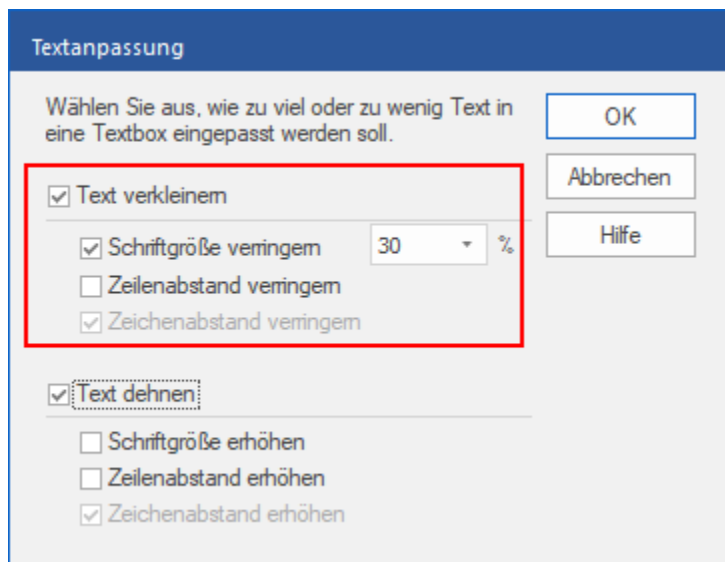 Textanpassung
Wählen Sie aus, wie zu viel oder zu wenig Text in
eine Textbox eingepasst werden soll.
OK
Abbrechen
Hilfe
Text verkleinern
Schriftgröße verringern 30 %
Zeilenabstand verringern
Zeichenabstand verringern
Text dehnen
Schriftgröße erhöhen
Zeilenabstand erhöhen
Zeichenabstand erhöhen